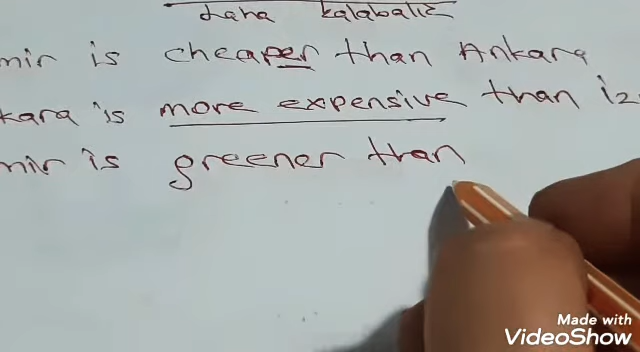 daha kalabalık
mir is cheaper than Ankara
kara is more expensive than iz
mir is greener than
Made with
VideoShow